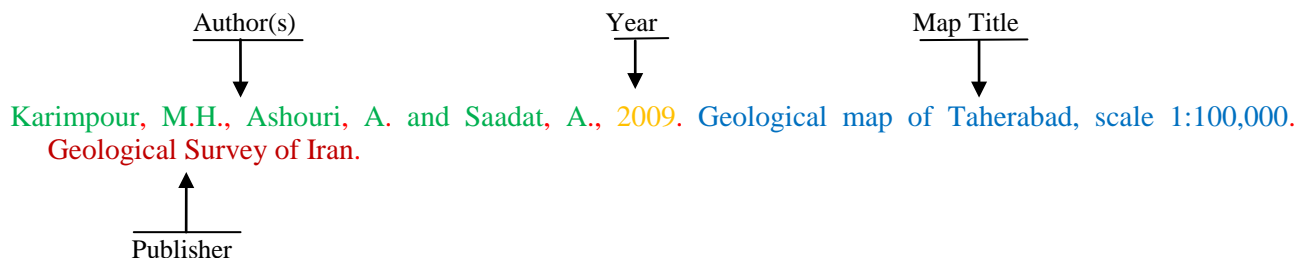 Author(s) Year Map Title
Karimpour, M.H., Ashouri, A. and Saadat, A., 2009. Geological map of Taherabad, scale 1:100,000.
Geological Survey of Iran.
Publisher